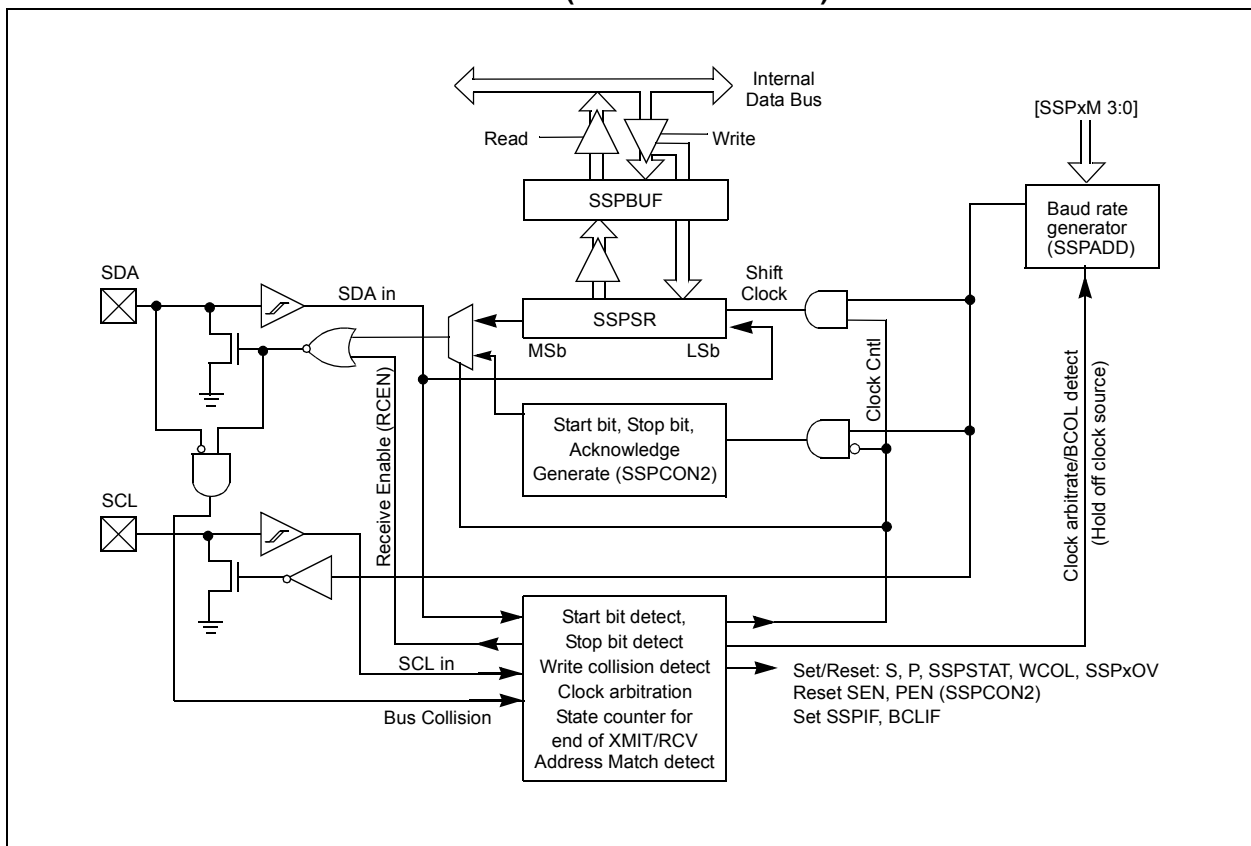 Internal
Data Bus
[SSPxM 3:0]
Read
Write
SSPBUF
Baud rate
generator
(SSPADD)
SDA
SDA in
Shift
Clock
SSPSR
MSb
LSb
Receive Enable (RCEN)
Clock Cntl
Start bit, Stop bit,
Acknowledge
Generate (SSPCON2)
Clock arbitrate/BCOL detect
(Hold off clock source)
SCL
SCL in
Bus Collision
Start bit detect,
Stop bit detect
Write collision detect
Clock arbitration
State counter for
end of XMIT/RCV
Address Match detect
Set/Reset: S, P, SSPSTAT, WCOL, SSPxOV
Reset SEN, PEN (SSPCON2)
Set SSPIF, BCLIF